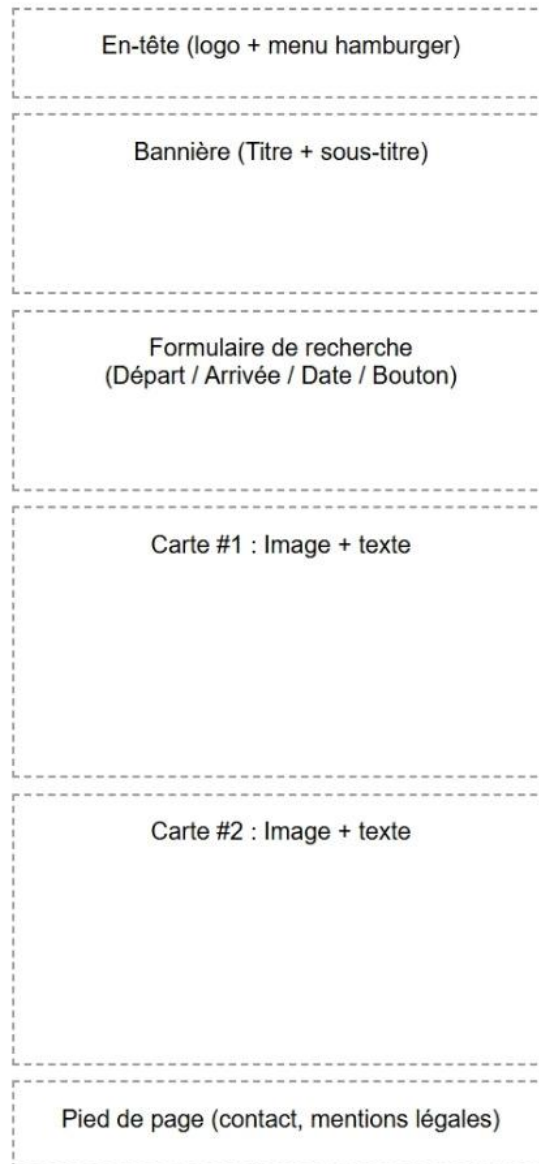 En-tête (logo + menu hamburger)
Bannière (Titre + sous-titre)
Formulaire de recherche
(Départ / Arrivée / Date / Bouton)
Carte #1 : Image + texte
Carte #2 : Image + texte
Pied de page (contact, mentions légales)